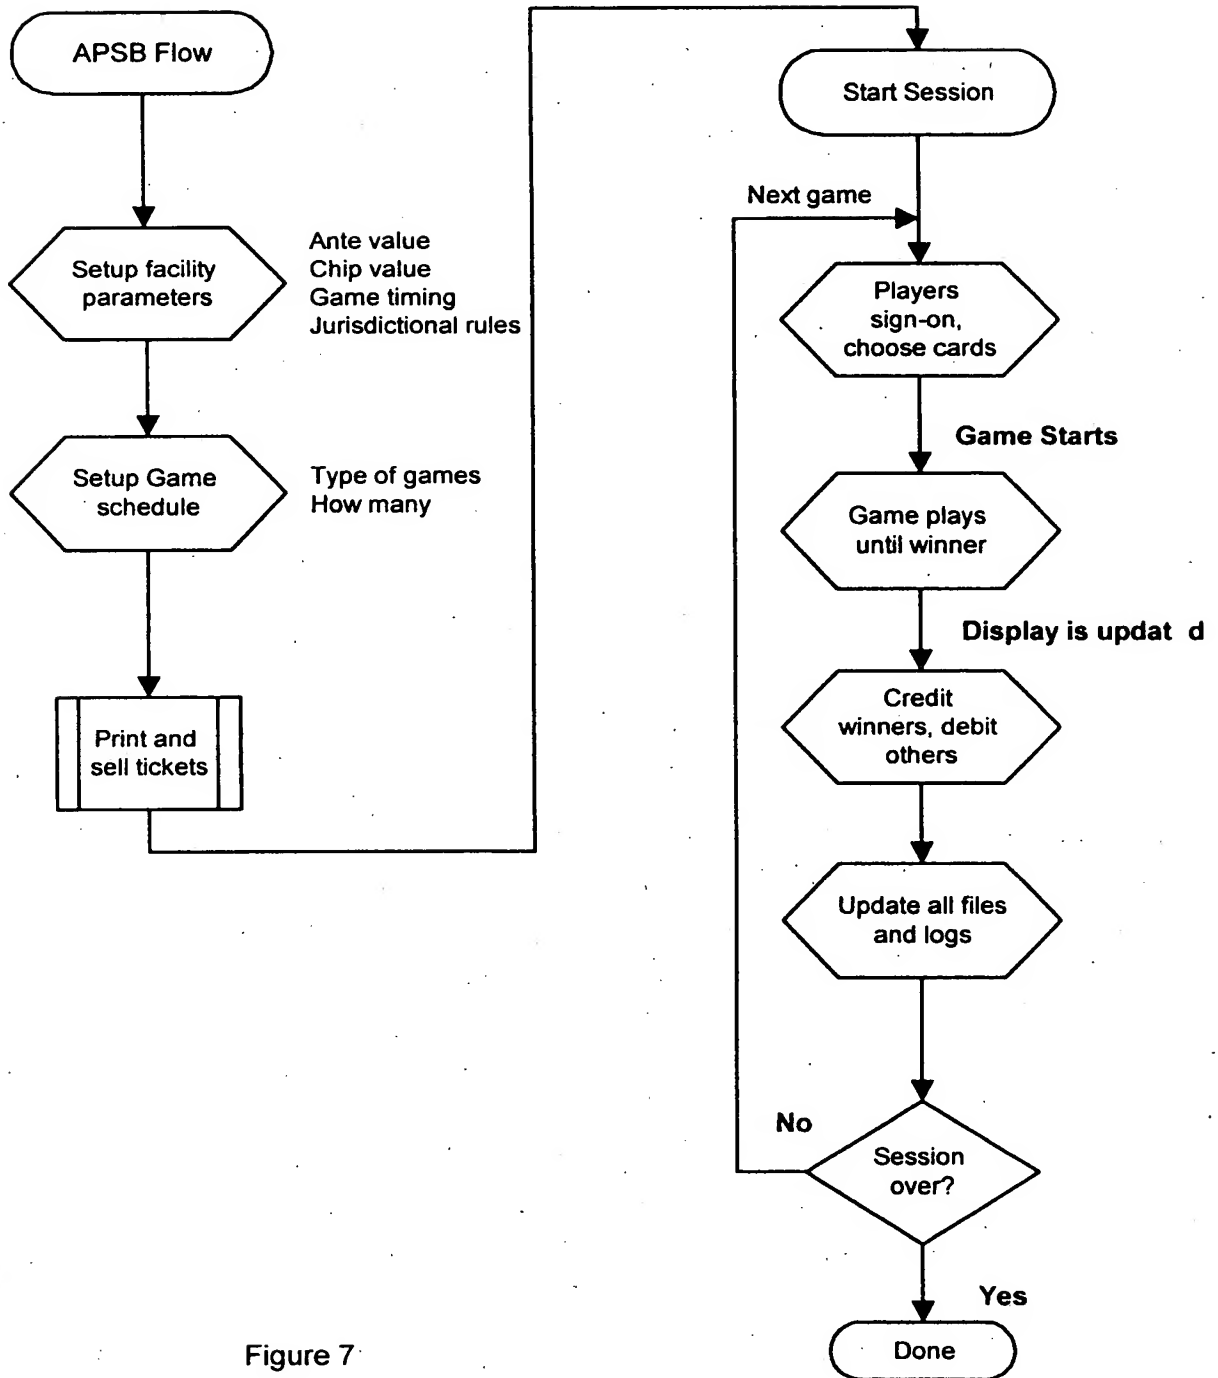 APSB Flow
Setup facility
parameters
Ante value
Chip value
Game timing
Jurisdictional rules
Setup Game
schedule
Type of games
How many
Print and
sell tickets
Start Session
Next game
Players
sign-on,
choose cards
Game Starts
Game plays
until winner
Display is updat d
Credit
winners, debit
others
Update all files
and logs
Session
over?
No
Yes
Done
Figure 7